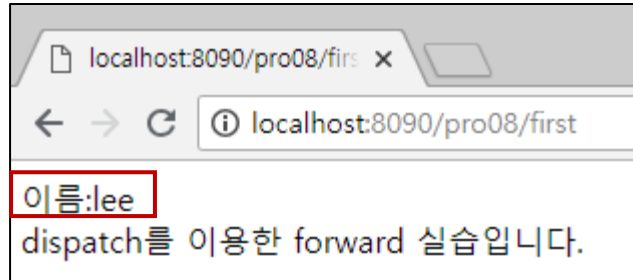 localhost:8090/pro08/firs
localhost:8090/pro08/first
이름:lee
dispatch를 이용한 forward 실습입니다.